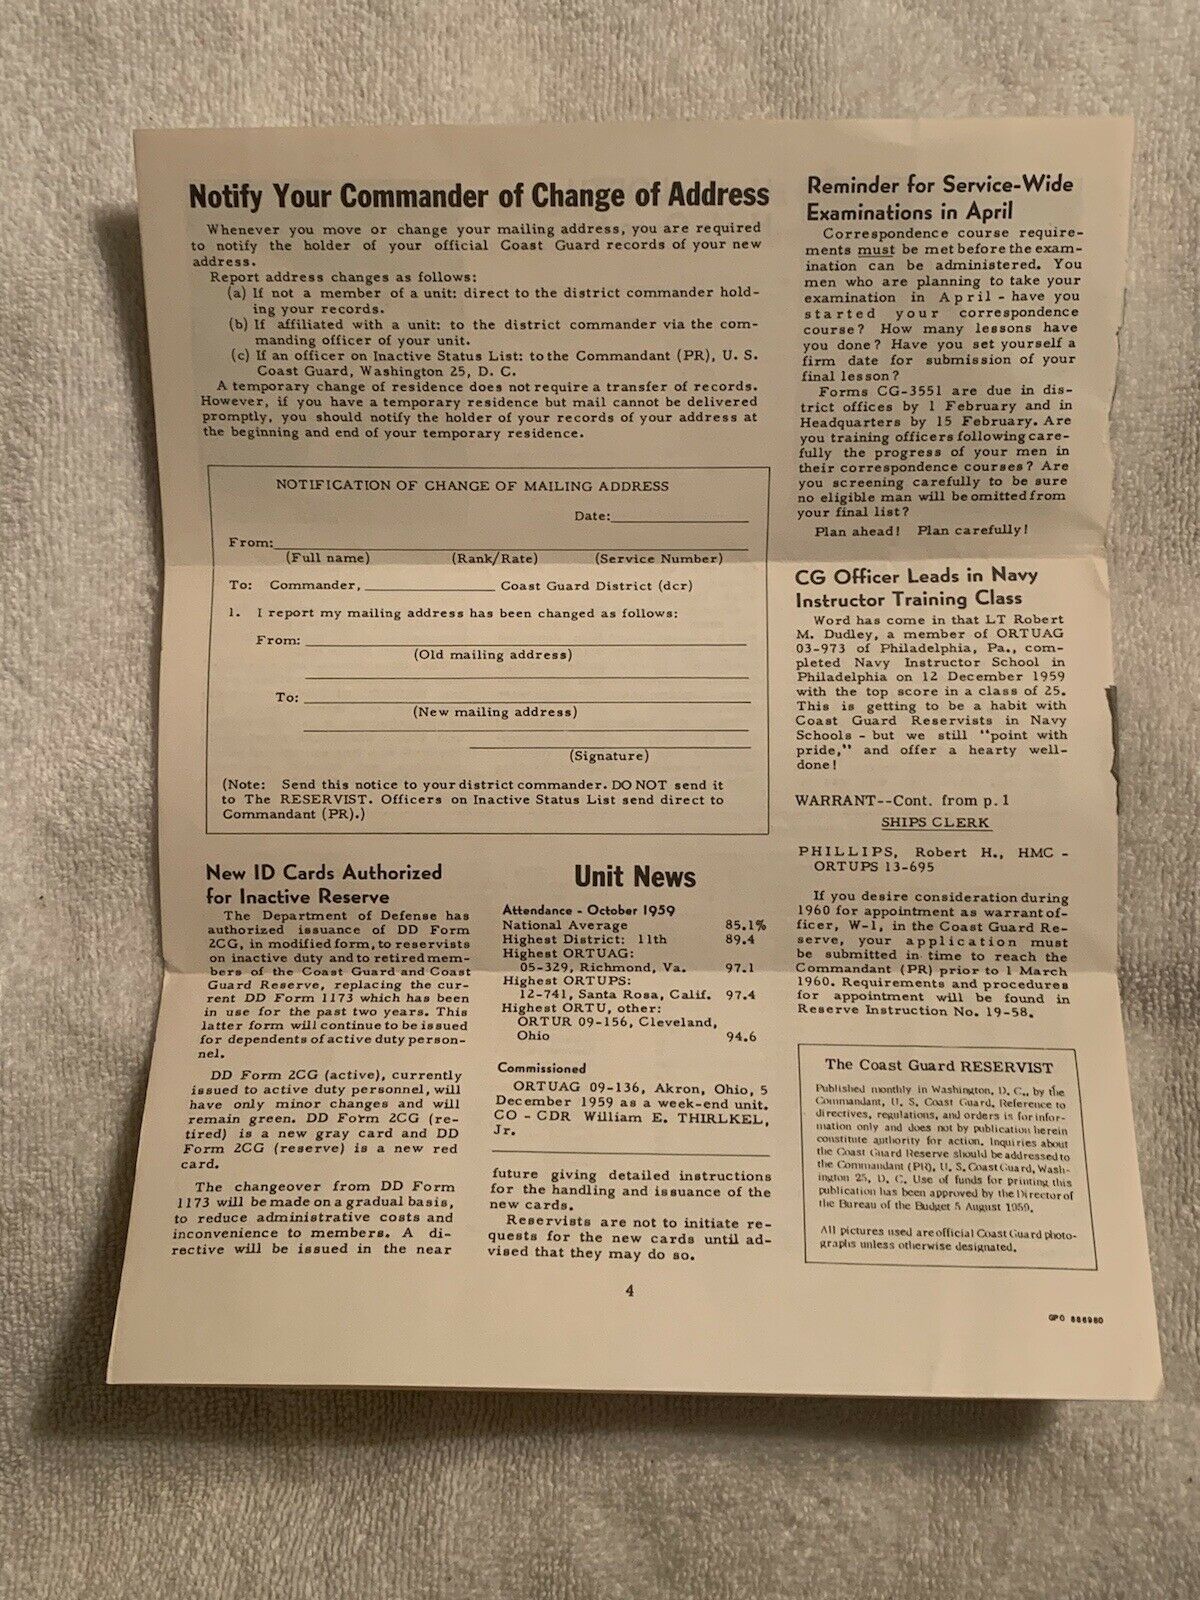 Notify Your Commander of Change of Address
Whenever you move or change your mailing address, you are required
to notify the holder of your official Coast Guard records of your new
address.
Report address changes as follows:
(a) If not a member of a unit: direct to the district commander hold-
ing your records.
(b) If affiliated with a unit: to the district commander via the com-
manding officer of your unit.
(c) If an officer on Inactive Status List: to the Commandant (PR), U. S.
Coast Guard, Washington 25, D. C.
A temporary change of residence does not require a transfer of records.
However, if you have a temporary residence but mail cannot be delivered
promptly, you should notify the holder of your records of your address at
the beginning and end of your temporary residence.
NOTIFICATION OF CHANGE OF MAILING ADDRESS
Date:
From:
(Full name) (Rank/Rate) (Service Number)
To: Commander, Coast Guard District (dcr)
1. I report my mailing address has been changed as follows:
From:
(Old mailing address)
To:
(New mailing address)
(Signature)
(Note: Send this notice to your district commander. DO NOT send it
to The RESERVIST. Officers on Inactive Status List send direct to
Commandant (PR).)
New ID Cards Authorized
for Inactive Reserve
The Department of Defense has
authorized issuance of DD Form
2CG, in modified form, to reservists
on inactive duty and to retired mem-
bers of the Coast Guard and Coast
Guard Reserve, replacing the cur-
rent DD Form 1173 which has been
in use for the past two years. This
latter form will continue to be issued
for dependents of active duty person-
nel.
DD Form 2CG (active), currently
issued to active duty personnel, will
have only minor changes and will
remain green. DD Form 2CG (re-
tired) is a new gray card and DD
Form 2CG (reserve) is a new red
card.
The changeover from DD Form
1173 will be made on a gradual basis,
to reduce administrative costs and
inconvenience to members. A di-
rective will be issued in the near
Unit News
Attendance - October 1959
National Average 85.1%
Highest District: 11th 89.4
Highest ORTUAG:
05-329, Richmond, Va. 97.1
Highest ORTUPS:
12-741, Santa Rosa, Calif. 97.4
Highest ORTU, other:
ORTUR 09-156, Cleveland,
Ohio 94.6
Commissioned
ORTUAG 09-136, Akron, Ohio, 5
December 1959 as a week-end unit.
CO - CDR William E. THIRLKEL,
Jr.
future giving detailed instructions
for the handling and issuance of the
new cards.
Reservists are not to initiate re-
quests for the new cards until ad-
vised that they may do so.
Reminder for Service-Wide
Examinations in April
Correspondence course require-
ments must be met before the exam-
ination can be administered. You
men who are planning to take your
examination in April - have you
started your correspondence
course? How many lessons have
you done? Have you set yourself a
firm date for submission of your
final lesson?
Forms CG-3551 are due in dis-
trict offices by 1 February and in
Headquarters by 15 February. Are
you training officers following care-
fully the progress of your men in
their correspondence courses? Are
you screening carefully to be sure
no eligible man will be omitted from
your final list?
Plan ahead! Plan carefully!
CG Officer Leads in Navy
Instructor Training Class
Word has come in that LT Robert
M. Dudley, a member of ORTUAG
03-973 of Philadelphia, Pa., com-
pleted Navy Instructor School in
Philadelphia on 12 December 1959
with the top score in a class of 25.
This is getting to be a habit with
Coast Guard Reservists in Navy
Schools - but we still "point with
pride," and offer a hearty well-
done!
WARRANT--Cont. from p. 1
SHIPS CLERK
PHILLIPS, Robert H., HMC -
ORTUPS 13-695
If you desire consideration during
1960 for appointment as warrant of-
ficer, W-1, in the Coast Guard Re-
serve, your application must
be submitted in time to reach the
Commandant (PR) prior to 1 March
1960. Requirements and procedures
for appointment will be found in
Reserve Instruction No. 19-58.
The Coast Guard RESERVIST
Published monthly in Washington, D. C., by the
Commandant, U. S. Coast Guard. Reference to
directives, regulations, and orders is for infor-
mation only and does not by publication herein
constitute authority for action. Inquiries about
the Coast Guard Reserve should be addressed to
the Commandant (PR), U. S. Coast Guard, Wash-
ington 25, D. C. Use of funds for printing this
publication has been approved by the Director of
the Bureau of the Budget 5 August 1959.
All pictures used are official Coast Guard photo-
graphs unless otherwise designated.
4
GPO 886980